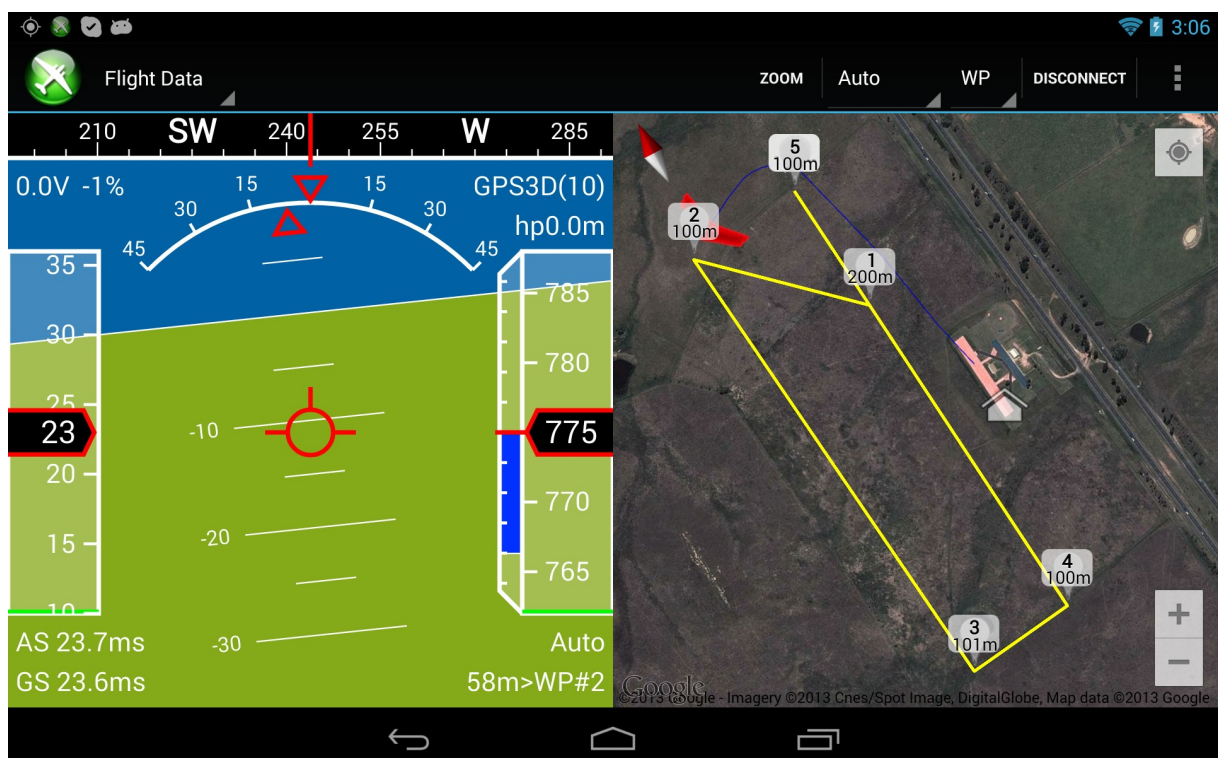 3:06
Flight Data
ZOOM
Auto
WP
DISCONNECT
210 SW 240 255 W 285
0.0V -1%
GPS3D(10)
hp0.0m
45 30 15 15 30 45
35
30
25
23
20
15
10
-10
-20
-30
785
780
775
770
765
AS 23.7ms
GS 23.6ms
Auto
58m>WP#2
5
100m
2
100m
1
200m
4
100m
3
101m
+
−
Google
©2013 Google - Imagery ©2013 Cnes/Spot Image, DigitalGlobe, Map data ©2013 Google